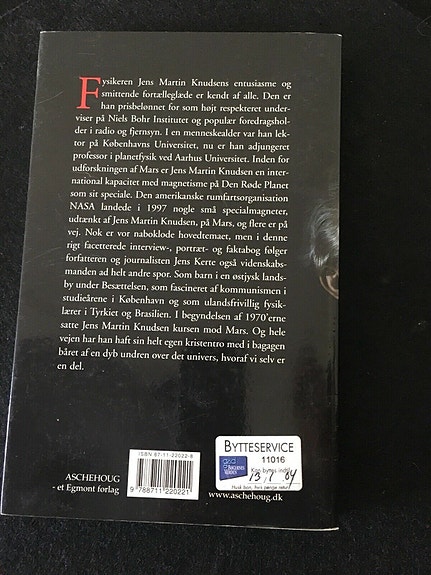 Fysikeren Jens Martin Knudsens entusiasme og
smittende fortælleglæde er kendt af alle. Den er
han prisbelønnet for som højt respekteret under-
viser på Niels Bohr Institutet og populær foredragshol-
der i radio og fjernsyn. I en menneskealder var han lek-
tor på Københavns Universitet, nu er han adjungeret
professor i planetfysik ved Aarhus Universitet. Inden for
udforskningen af Mars er Jens Martin Knudsen en inter-
national kapacitet med magnetisme på Den Røde Planet
som sit speciale. Den amerikanske rumfartsorganisation
NASA landede i 1997 nogle små specialmagneter,
udtænkt af Jens Martin Knudsen, på Mars, og flere er på
vej. Nok er vor naboklode hovedtemaet, men i denne
rigt facetterede interview-, portræt- og faktabog følger
forfatteren og journalisten Jens Kerte også videnskabs-
manden ad helt andre spor. Som barn i en østjysk lands-
by under Besættelsen, som fascineret af kommunismen i
studieårene i København og som ulandsfrivillig fysik-
lærer i Tyrkiet og Brasilien. I begyndelsen af 1970'erne
satte Jens Martin Knudsen kursen mod Mars. Og hele
vejen har han haft sin helt egen kristentro med i bagagen
båret af en dyb undren over det univers, hvoraf vi selv er
en del.
ISBN 87-11-22022-8
9 788711 220221
ASCHEHOUG
- et Egmont forlag
BYTTESERVICE
11016
Kan byttes indtil
13/1 04
www.aschehoug.dk